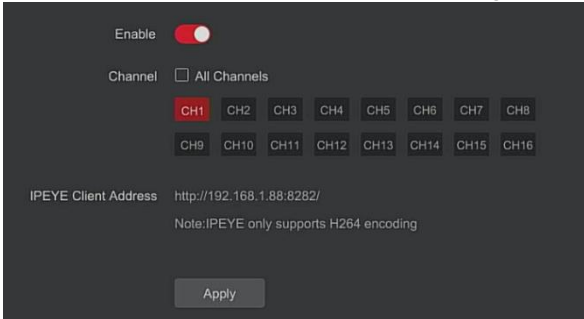 Enable
Channel All Channels
CH1 CH2 CH3 CH4 CH5 CH6 CH7 CH8
CH9 CH10 CH11 CH12 CH13 CH14 CH15 CH16
IPEYE Client Address http://192.168.1.88:8282/
Note:IPEYE only supports H264 encoding
Apply